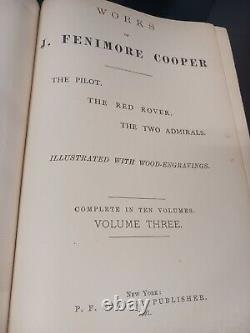 WORKS
OF
J. FENIMORE COOPER
THE PILOT,
THE RED ROVER,
THE TWO ADMIRALS.
ILLUSTRATED WITH WOOD-ENGRAVINGS.
COMPLETE IN TEN VOLUMES.
VOLUME THREE.
NEW YORK:
P. F. PUBLISHER,